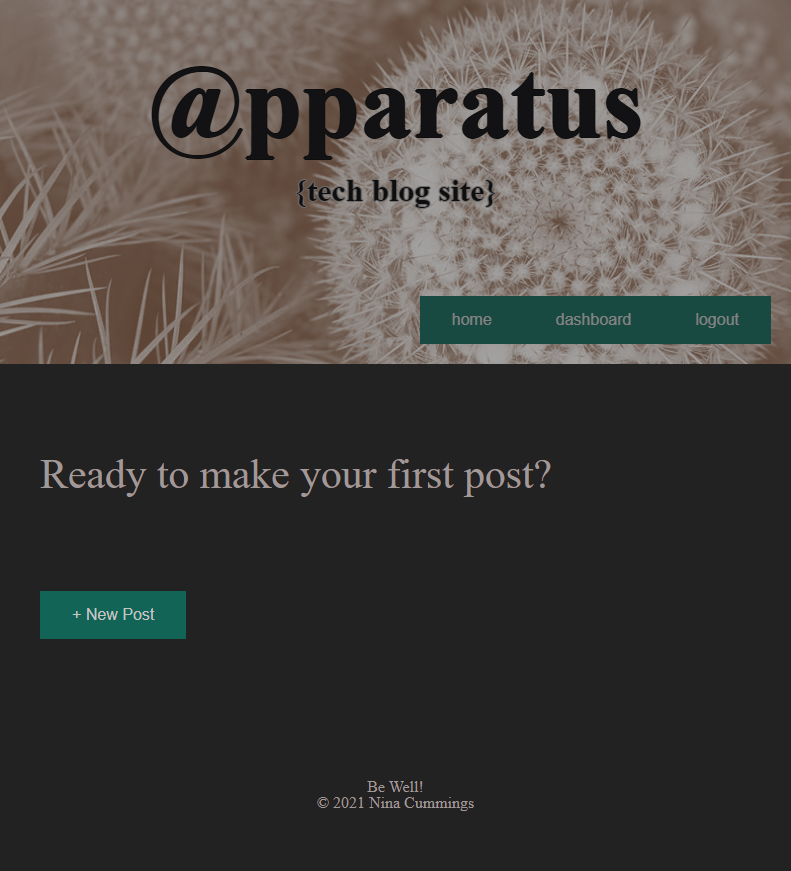 @pparatus
{tech blog site}
home dashboard logout
Ready to make your first post?
+ New Post
Be Well!
© 2021 Nina Cummings